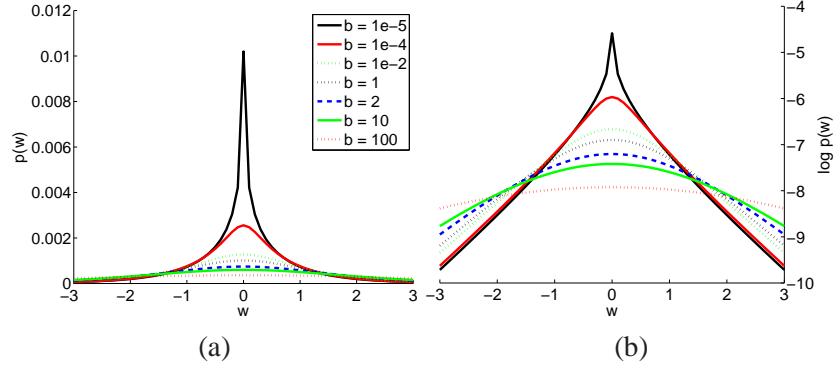 0.012
0.01
0.008
0.006
0.004
0.002
0
p(w)
−3
−2
−1
0
1
2
3
w
b = 1e−5
b = 1e−4
b = 1e−2
b = 1
b = 2
b = 10
b = 100
(a)
−4
−5
−6
−7
−8
−9
−10
log p(w)
−3
−2
−1
0
1
2
3
w
(b)